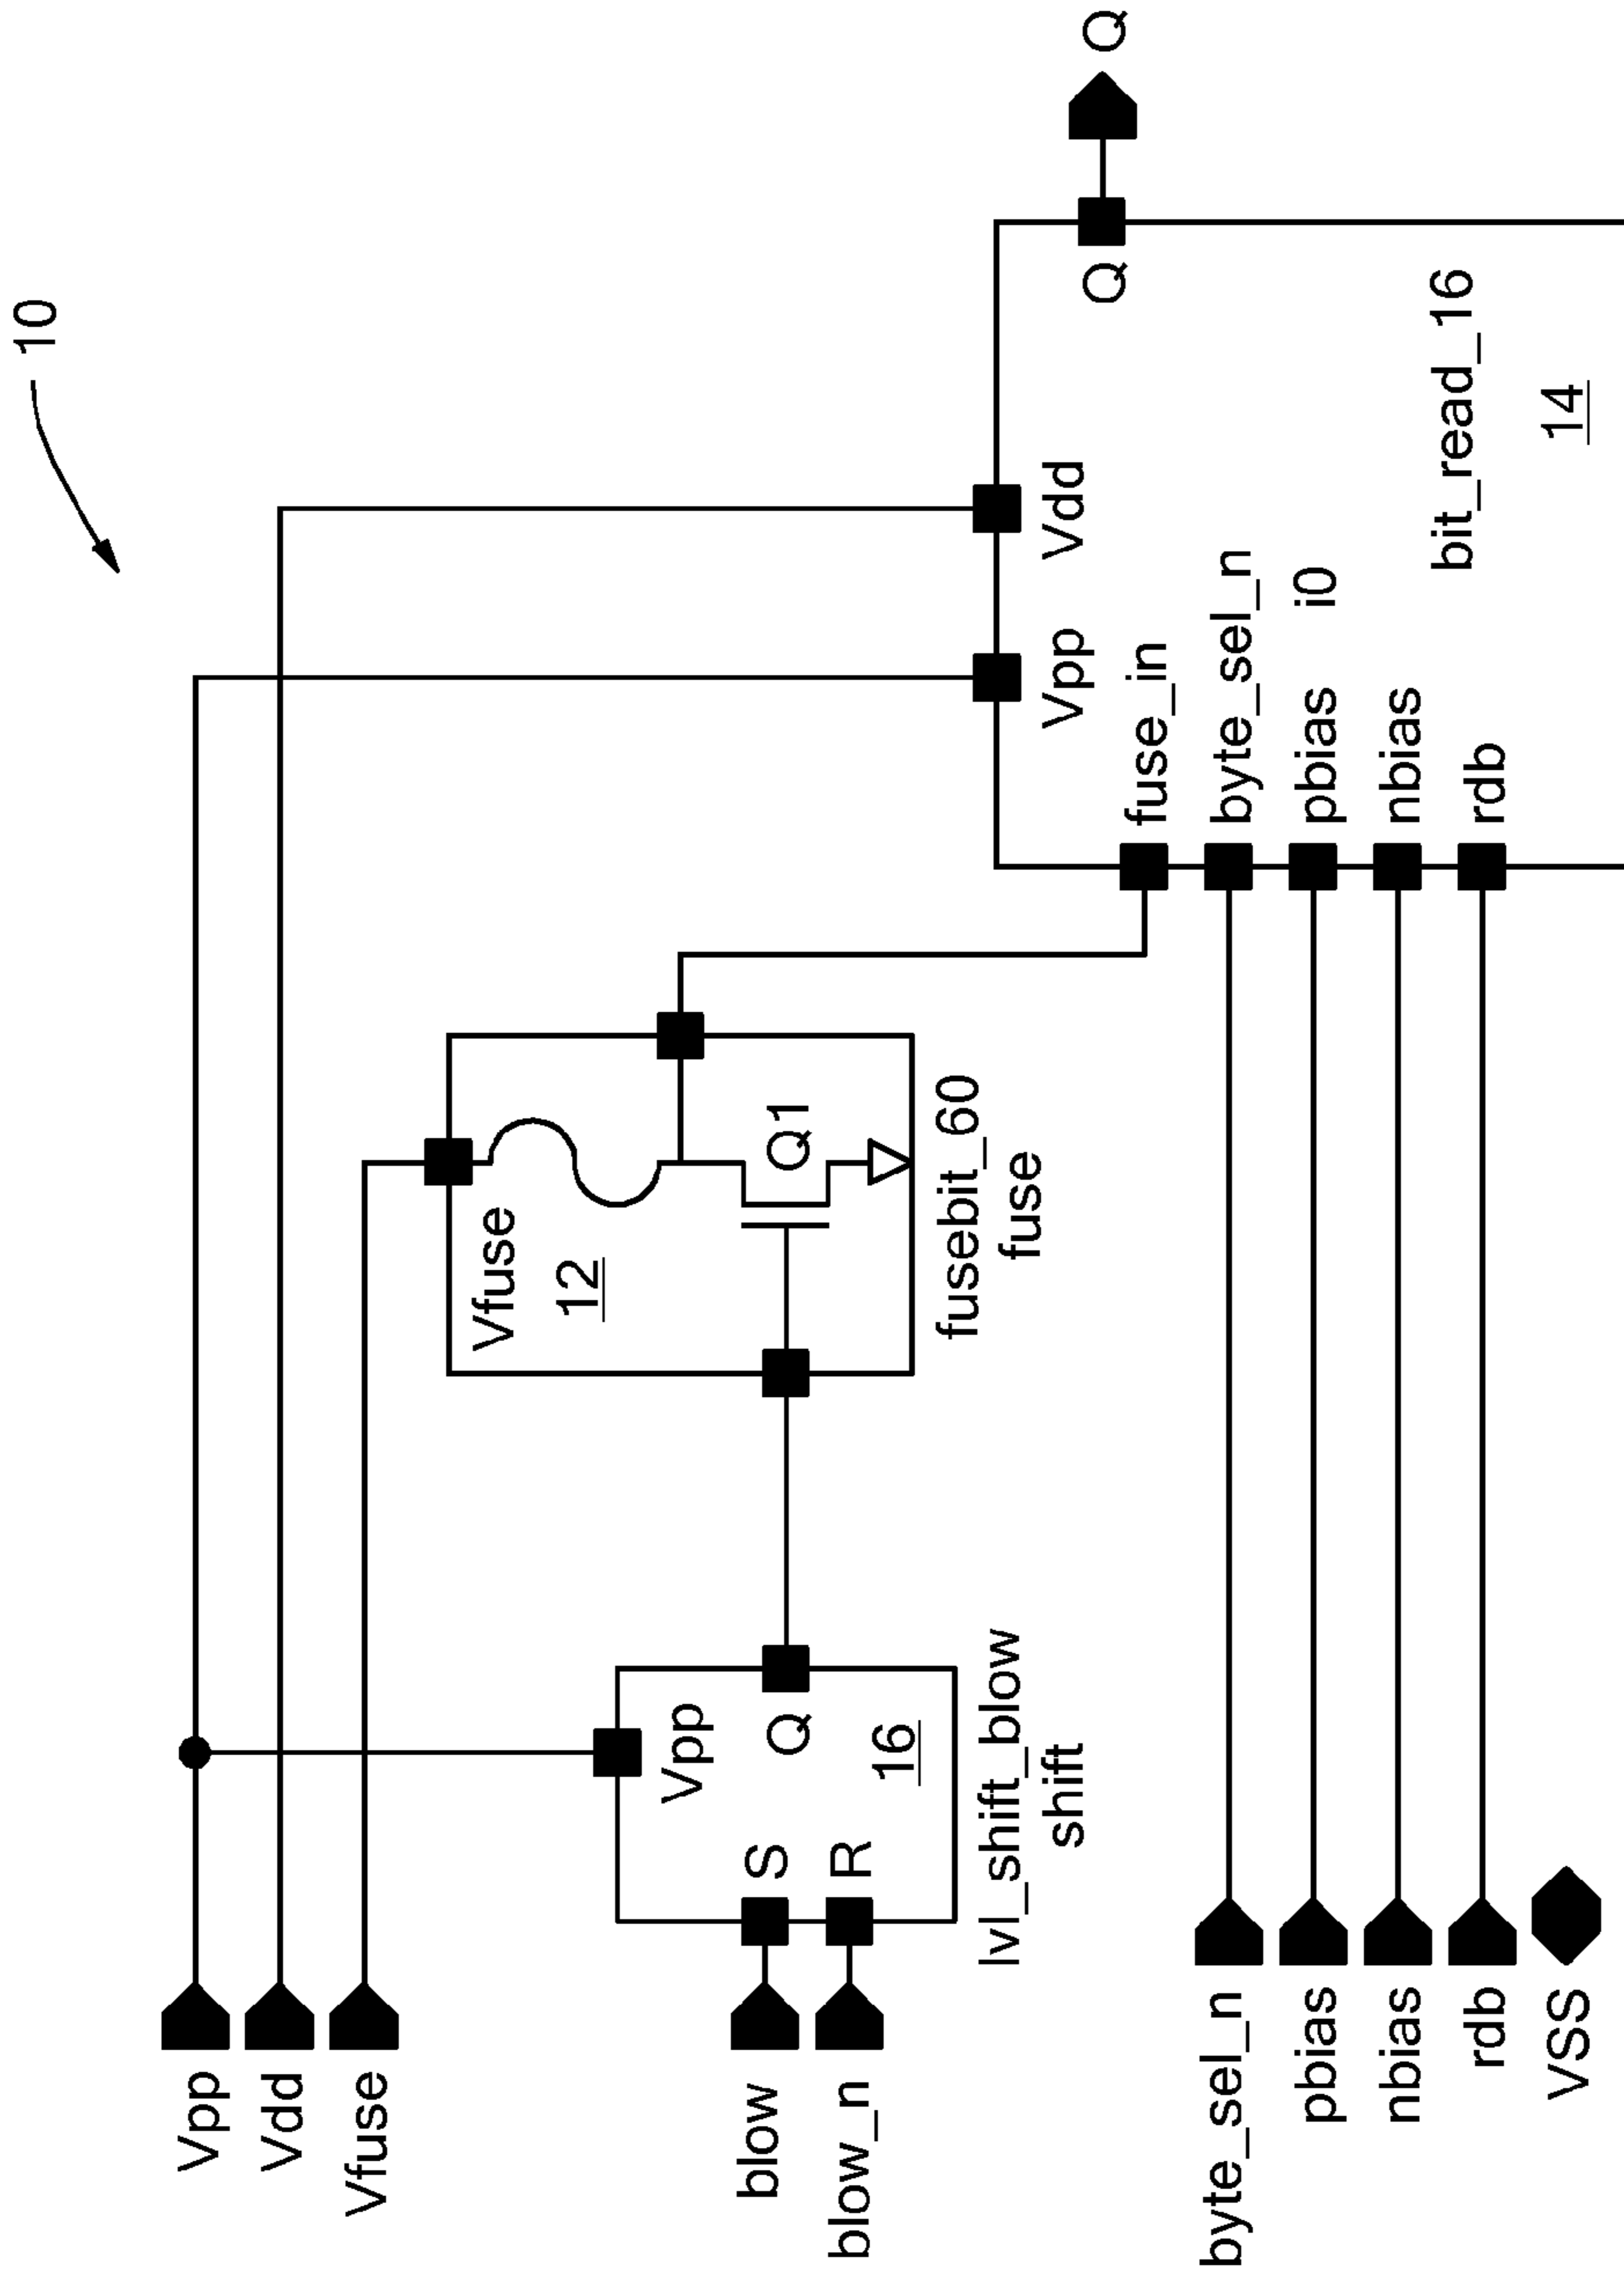 10
Vpp
Vdd
Vfuse
blow
blow_n
S
R
Vpp
Q
16
lvl_shift_blow
shift
Vfuse
12
Q1
fusebit_60
fuse
Vpp
Vdd
Q
Q
fuse_in
byte_sel_n
pbias
i0
nbias
rdb
bit_read_16
14
byte_sel_n
pbias
nbias
rdb
VSS